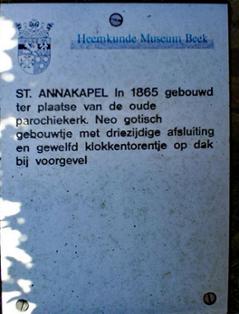 Heemkunde Museum Beek
ST. ANNAKAPEL In 1865 gebouwd
ter plaatse van de oude
parochiekerk. Neo gotisch
gebouwtje met driezijdige afsluiting
en gewelfd klokkentorentje op dak
bij voorgevel